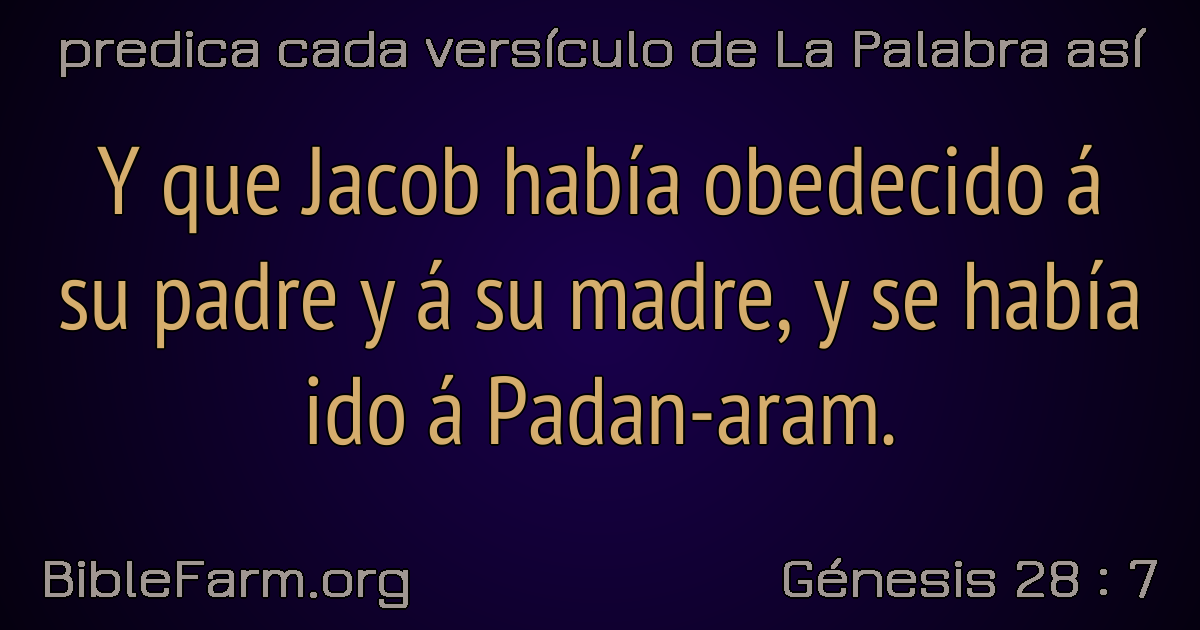 predica cada versículo de La Palabra así
Y que Jacob había obedecido á
su padre y á su madre, y se había
ido á Padan-aram.
BibleFarm.org
Génesis 28 : 7